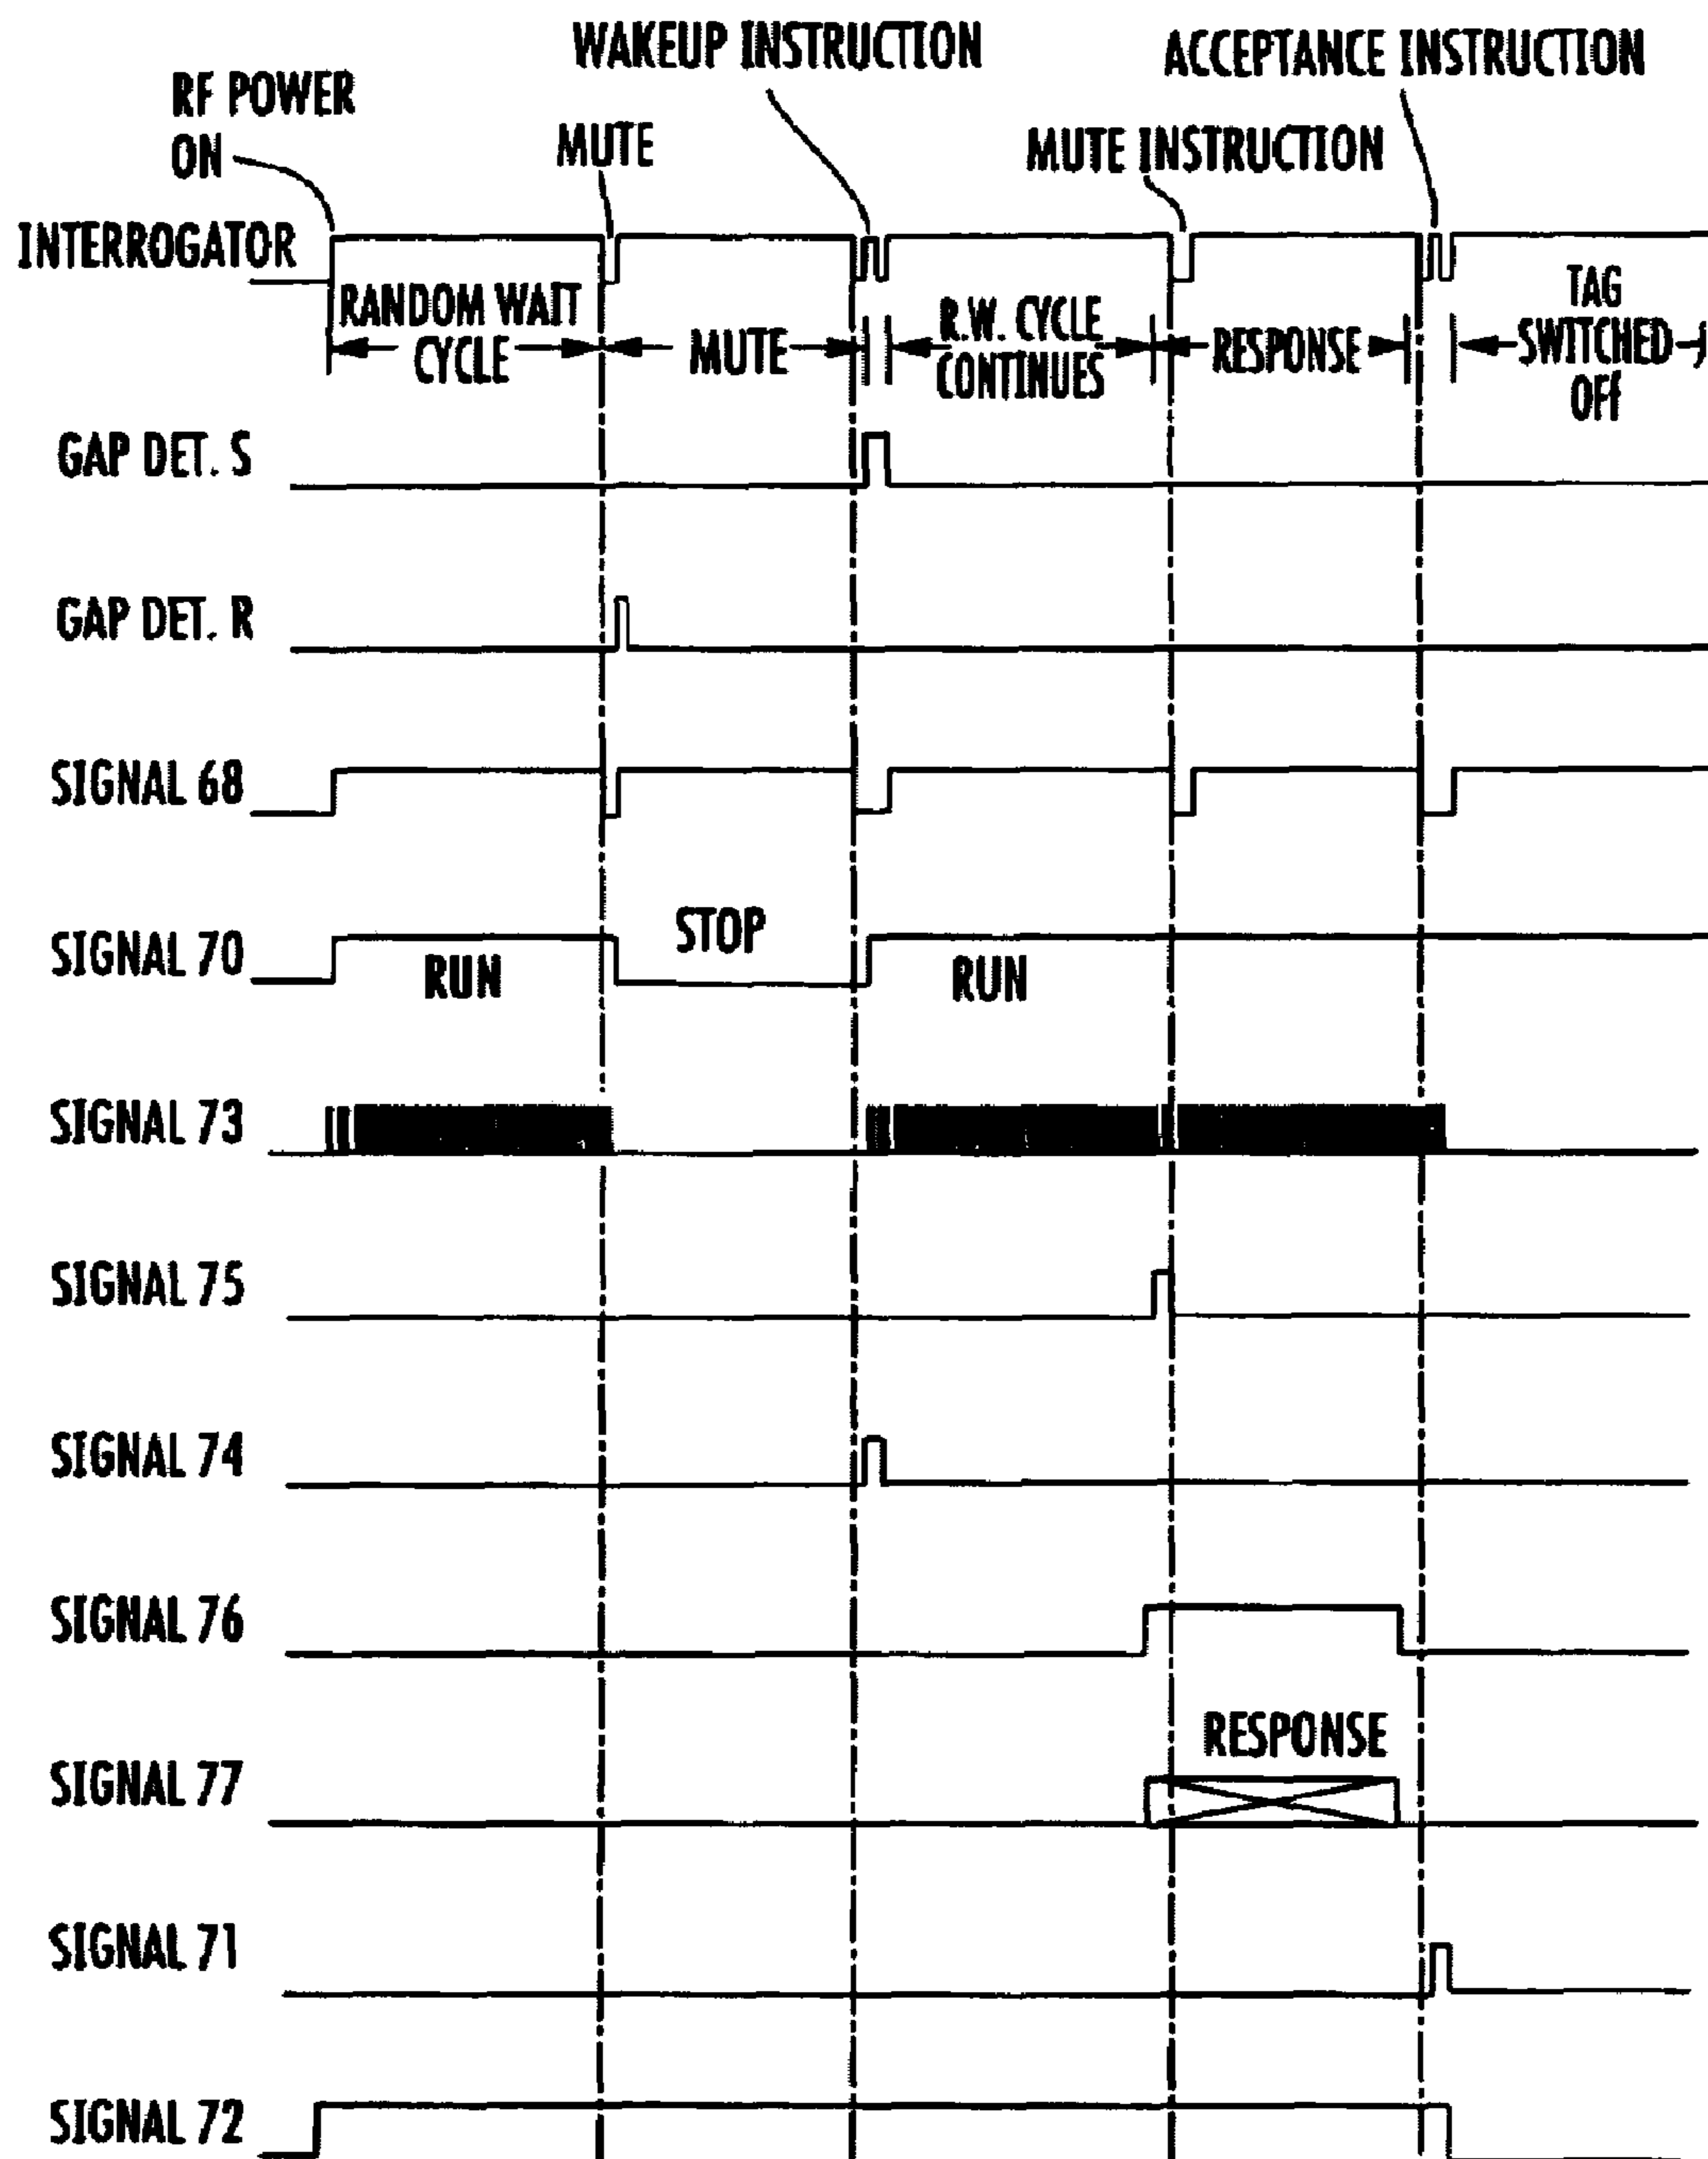 WAKEUP INSTRUCTION
ACCEPTANCE INSTRUCTION
RF POWER
ON
MUTE
MUTE INSTRUCTION
INTERROGATOR
RANDOM WAIT
CYCLE
MUTE
R.W. CYCLE
CONTINUES
RESPONSE
TAG
SWITCHED
OFF
GAP DET. S
GAP DET. R
SIGNAL 68
SIGNAL 70
RUN
STOP
RUN
SIGNAL 73
SIGNAL 75
SIGNAL 74
SIGNAL 76
RESPONSE
SIGNAL 77
SIGNAL 71
SIGNAL 72